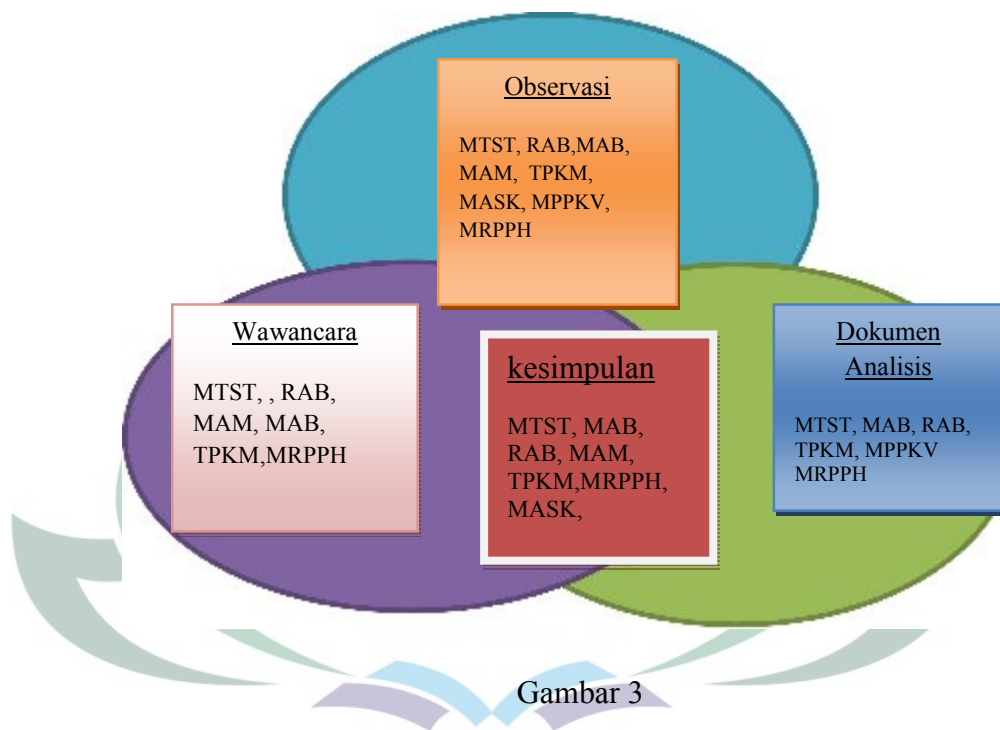 Observasi
MTST, RAB,MAB,
MAM, TPKM,
MASK, MPPKV,
MRPPH
Wawancara
MTST, , RAB,
MAM, MAB,
TPKM,MRPPH
kesimpulan
MTST, MAB,
RAB, MAM,
TPKM,MRPPH,
MASK,
Dokumen
Analisis
MTST, MAB, RAB,
TPKM, MPPKV
MRPPH
Gambar 3